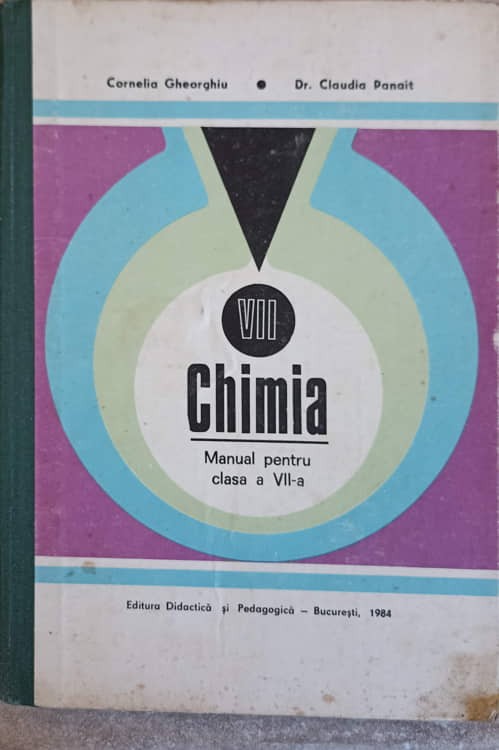 Cornelia Gheorghiu • Dr. Claudia Panait
VII
Chimia
Manual pentru
clasa a VII-a
Editura Didactică și Pedagogică – București, 1984